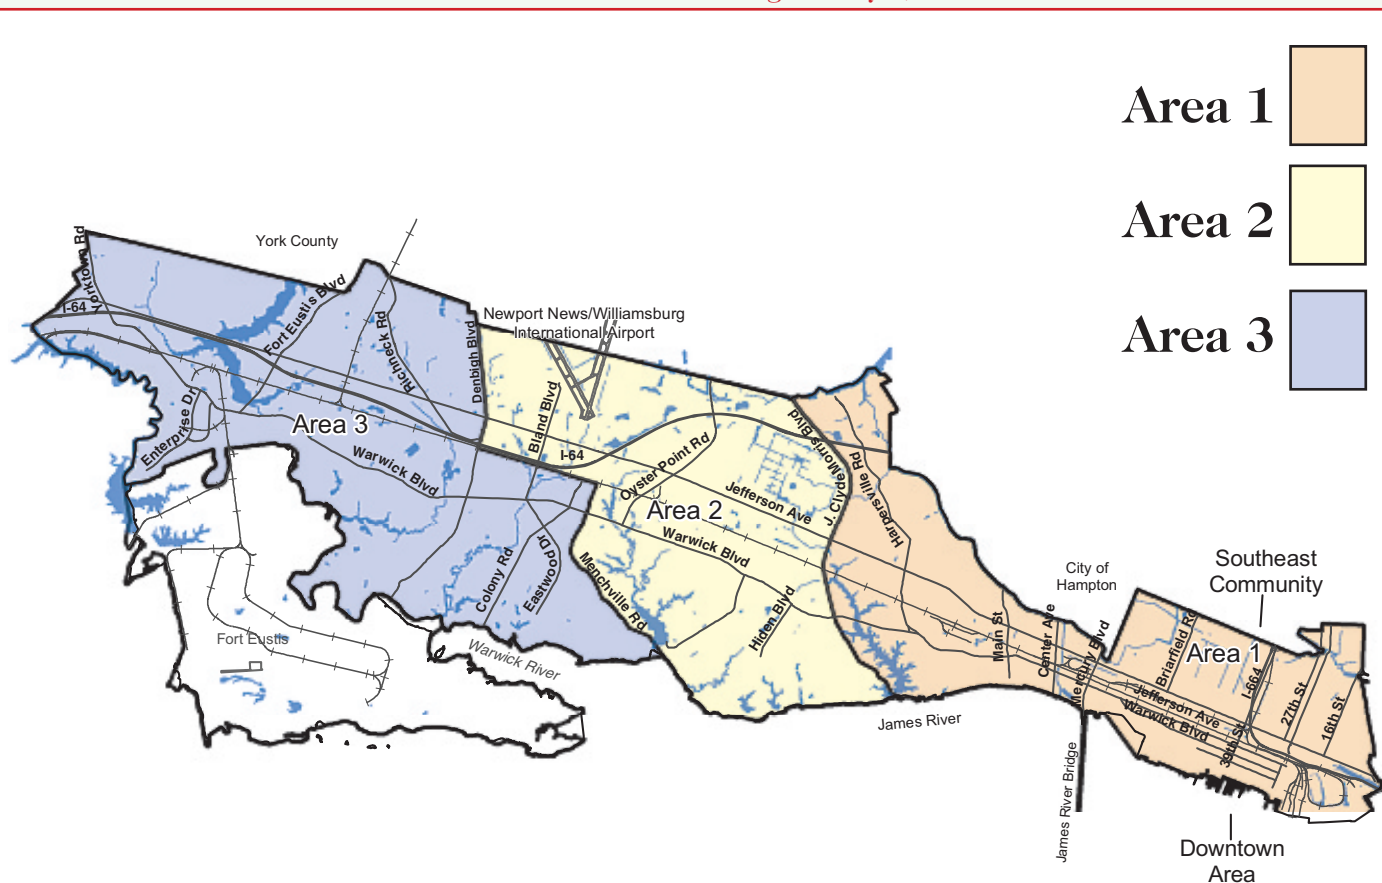 Area 1
Area 2
Area 3
York County
Yorktown Rd
I-64
Fort Eustis Blvd
Richneck Rd
Denbigh Blvd
Newport News/Williamsburg
International Airport
Bland Blvd
Enterprise Dr
Area 3
Warwick Blvd
I-64
Oyster Point Rd
J. Clyde Morris Blvd
Harpersville Rd
Jefferson Ave
Area 2
Warwick Blvd
Colony Rd
Eastwood Dr
Menchville Rd
Hiden Blvd
Fort Eustis
Warwick River
James River
City of
Hampton
Southeast
Community
Main St
Center Ave
Mercury Blvd
Briarfield Rd
Area 1
I-664
Jefferson Ave
Warwick Blvd
39th St
27th St
16th St
James River Bridge
Downtown
Area